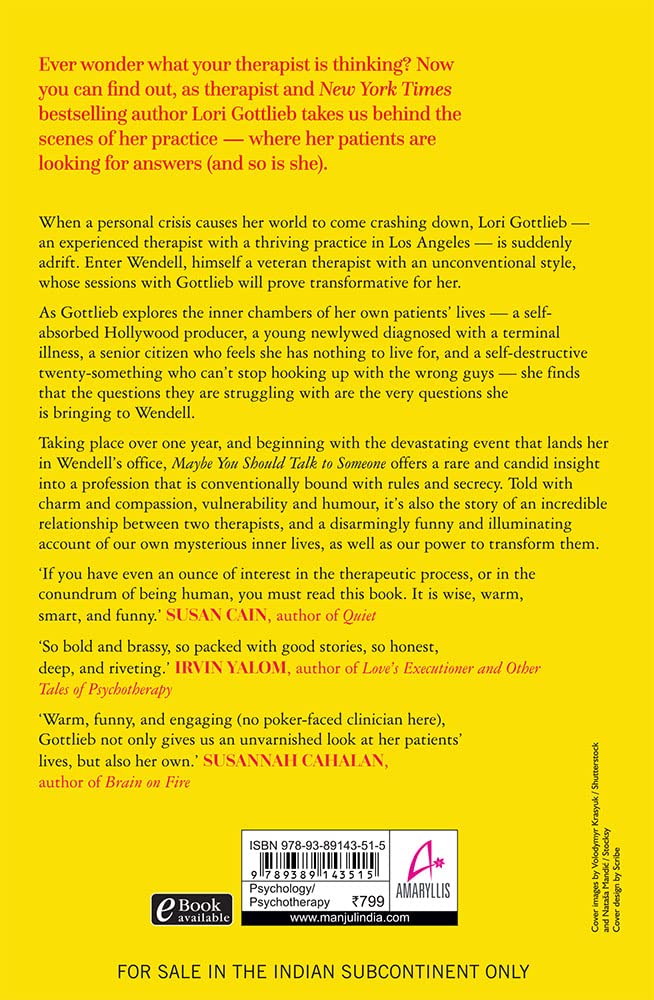 Ever wonder what your therapist is thinking? Now
you can find out, as therapist and New York Times
bestselling author Lori Gottlieb takes us behind the
scenes of her practice — where her patients are
looking for answers (and so is she).
When a personal crisis causes her world to come crashing down, Lori Gottlieb —
an experienced therapist with a thriving practice in Los Angeles — is suddenly
adrift. Enter Wendell, himself a veteran therapist with an unconventional style,
whose sessions with Gottlieb will prove transformative for her.
As Gottlieb explores the inner chambers of her own patients’ lives — a self-
absorbed Hollywood producer, a young newlywed diagnosed with a terminal
illness, a senior citizen who feels she has nothing to live for, and a self-destructive
twenty-something who can’t stop hooking up with the wrong guys — she finds
that the questions they are struggling with are the very questions she
is bringing to Wendell.
Taking place over one year, and beginning with the devastating event that lands her
in Wendell’s office, Maybe You Should Talk to Someone offers a rare and candid insight
into a profession that is conventionally bound with rules and secrecy. Told with
charm and compassion, vulnerability and humour, it’s also the story of an incredible
relationship between two therapists, and a disarmingly funny and illuminating
account of our own mysterious inner lives, as well as our power to transform them.
‘If you have even an ounce of interest in the therapeutic process, or in the
conundrum of being human, you must read this book. It is wise, warm,
smart, and funny.’ SUSAN CAIN, author of Quiet
‘So bold and brassy, so packed with good stories, so honest,
deep, and riveting.’ IRVIN YALOM, author of Love’s Executioner and Other
Tales of Psychotherapy
‘Warm, funny, and engaging (no poker-faced clinician here),
Gottlieb not only gives us an unvarnished look at her patients’
lives, but also her own.’ SUSANNAH CAHALAN,
author of Brain on Fire
Cover images by Volodymyr Krasyuk / Shutterstock
and Nataša Mandić / Stocksy
Cover design by Scribe
ISBN 978-93-89143-51-5
9 789389 143515
Psychology/
Psychotherapy ₹799
AMARYLLIS
www.manjulindia.com
eBook
available
FOR SALE IN THE INDIAN SUBCONTINENT ONLY